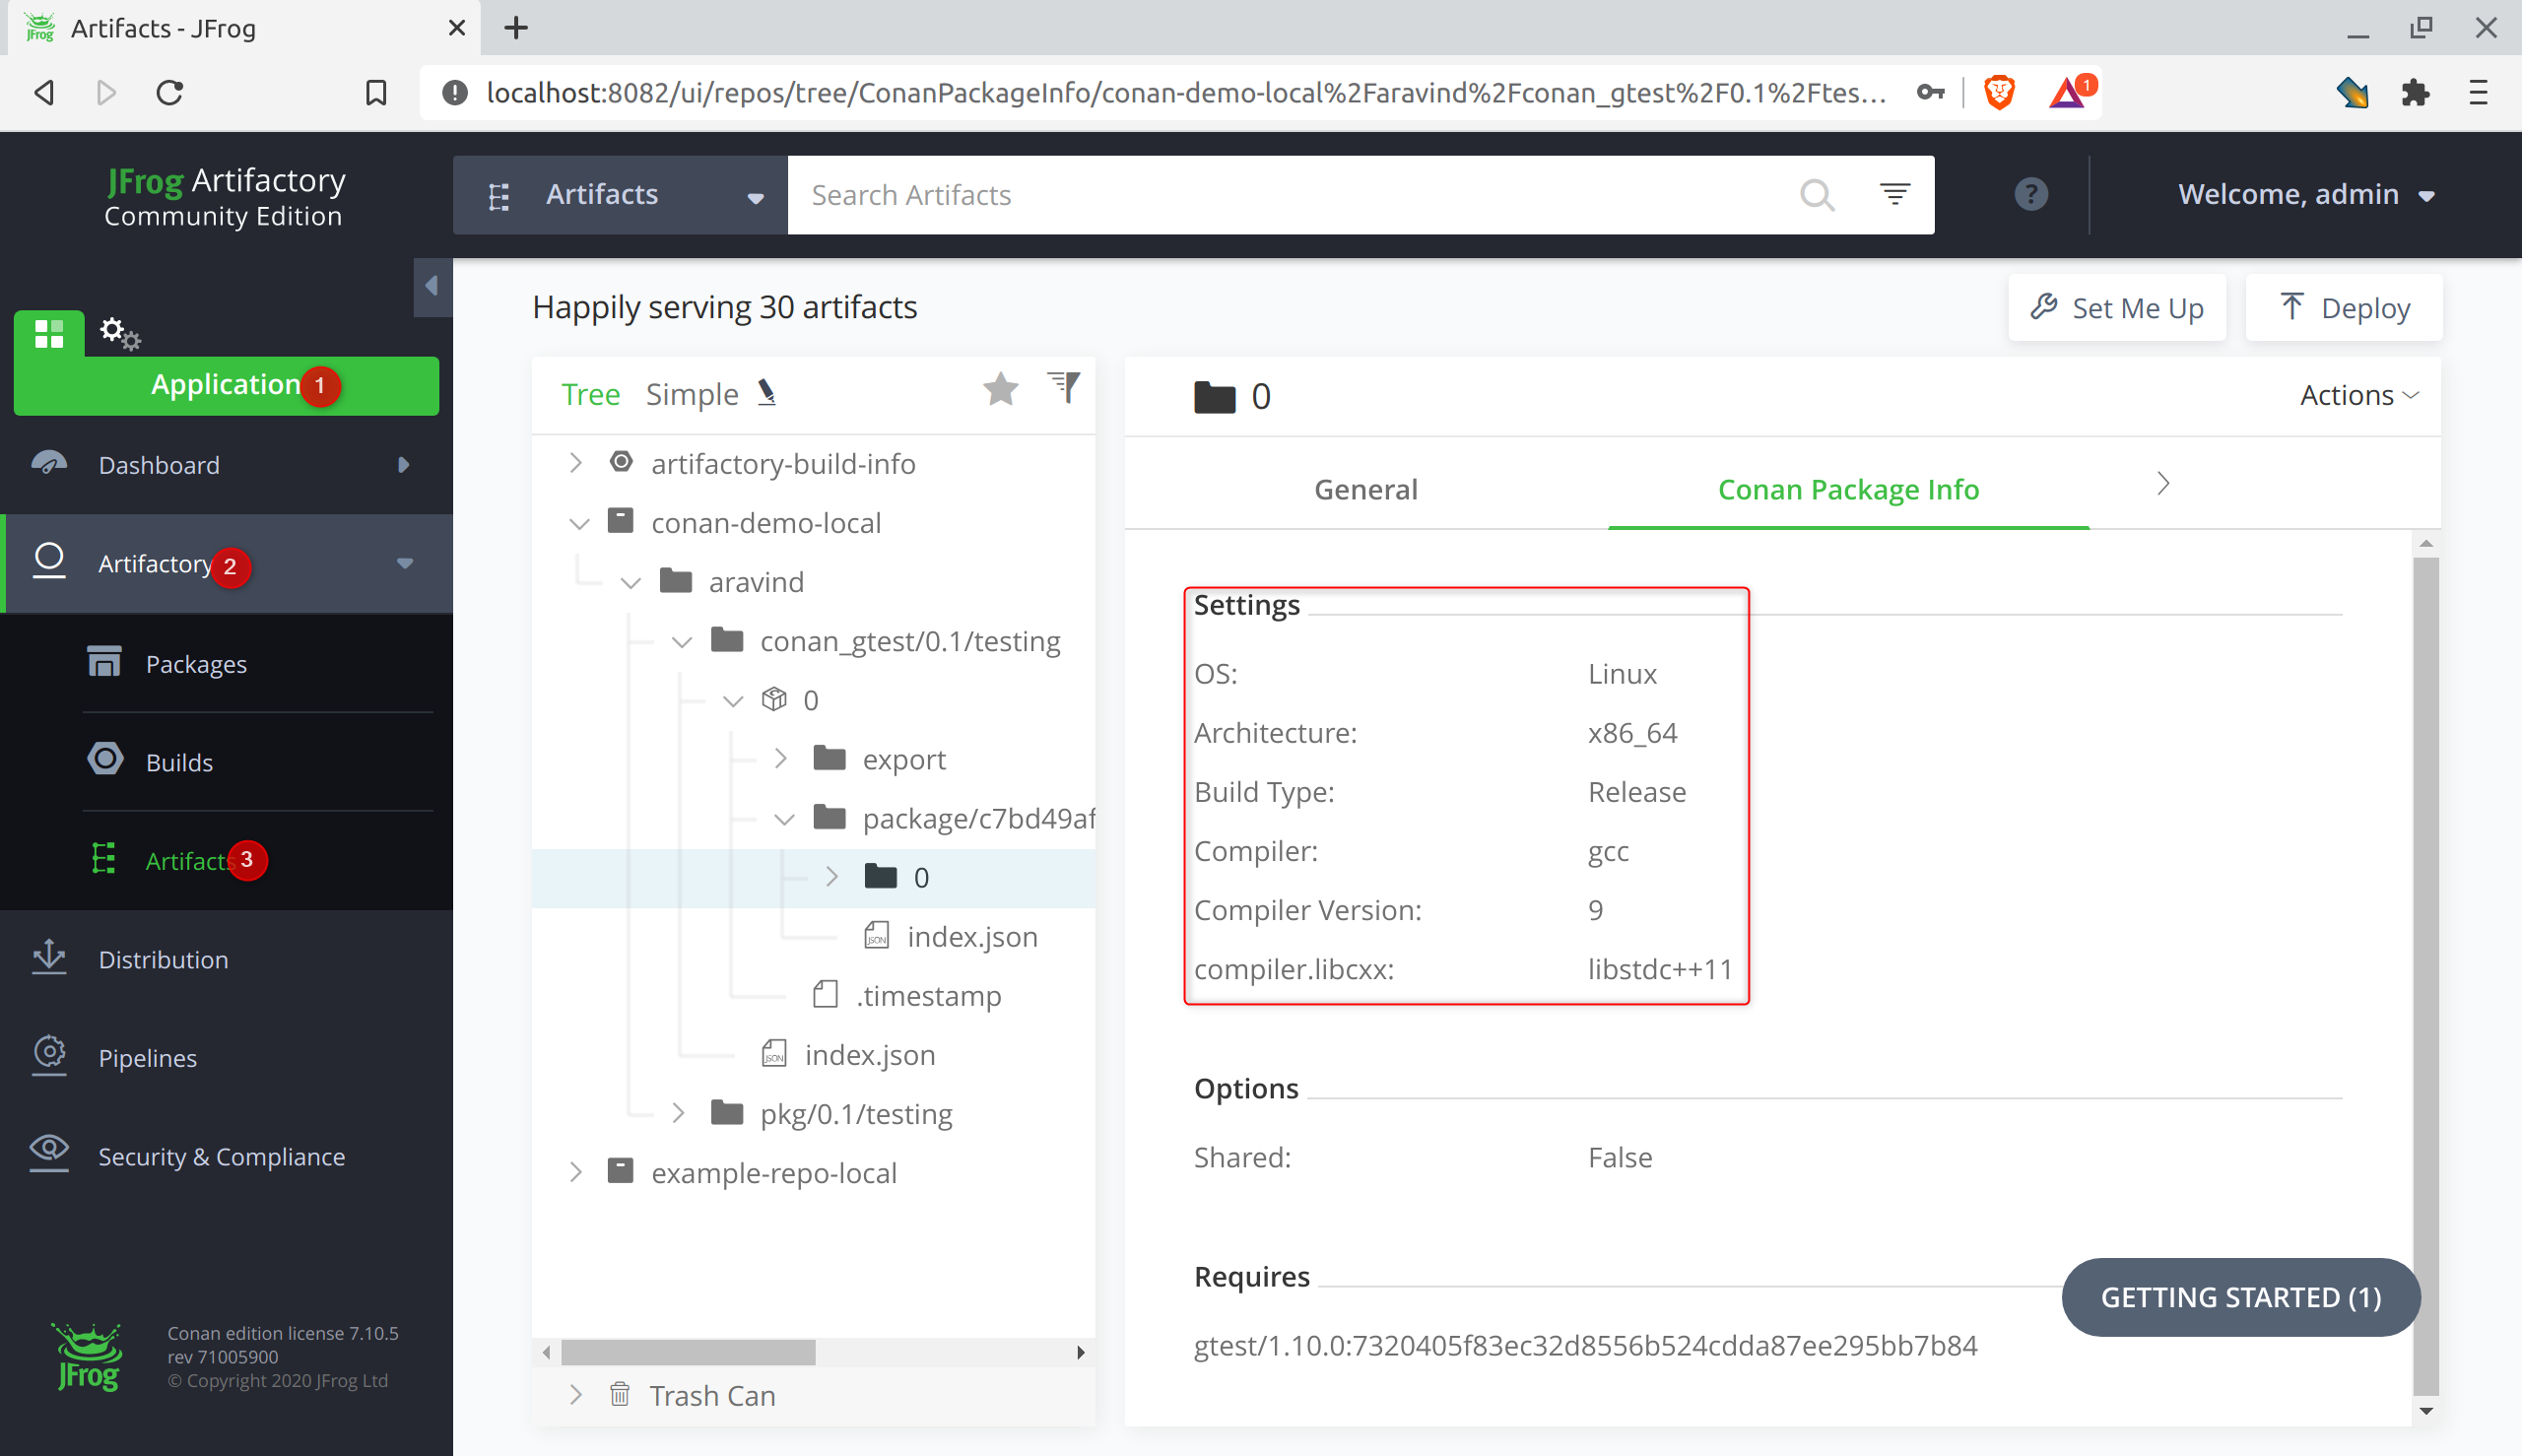 Artifacts - JFrog
localhost:8082/ui/repos/tree/ConanPackageInfo/conan-demo-local%2Faravind%2Fconan_gtest%2F0.1%2Ftes...
1
JFrog Artifactory
Community Edition
Artifacts
Search Artifacts
?
Welcome, admin
Happily serving 30 artifacts
Set Me Up
Deploy
Application 1
Dashboard
Artifactory 2
Packages
Builds
Artifacts 3
Distribution
Pipelines
Security & Compliance
JFrog
Conan edition license 7.10.5
rev 71005900
© Copyright 2020 JFrog Ltd
Tree Simple
artifactory-build-info
conan-demo-local
aravind
conan_gtest/0.1/testing
0
export
package/c7bd49af
0
index.json
.timestamp
index.json
pkg/0.1/testing
example-repo-local
Trash Can
0
Actions
General
Conan Package Info
Settings
OS: Linux
Architecture: x86_64
Build Type: Release
Compiler: gcc
Compiler Version: 9
compiler.libcxx: libstdc++11
Options
Shared: False
Requires
gtest/1.10.0:7320405f83ec32d8556b524cdda87ee295bb7b84
GETTING STARTED (1)